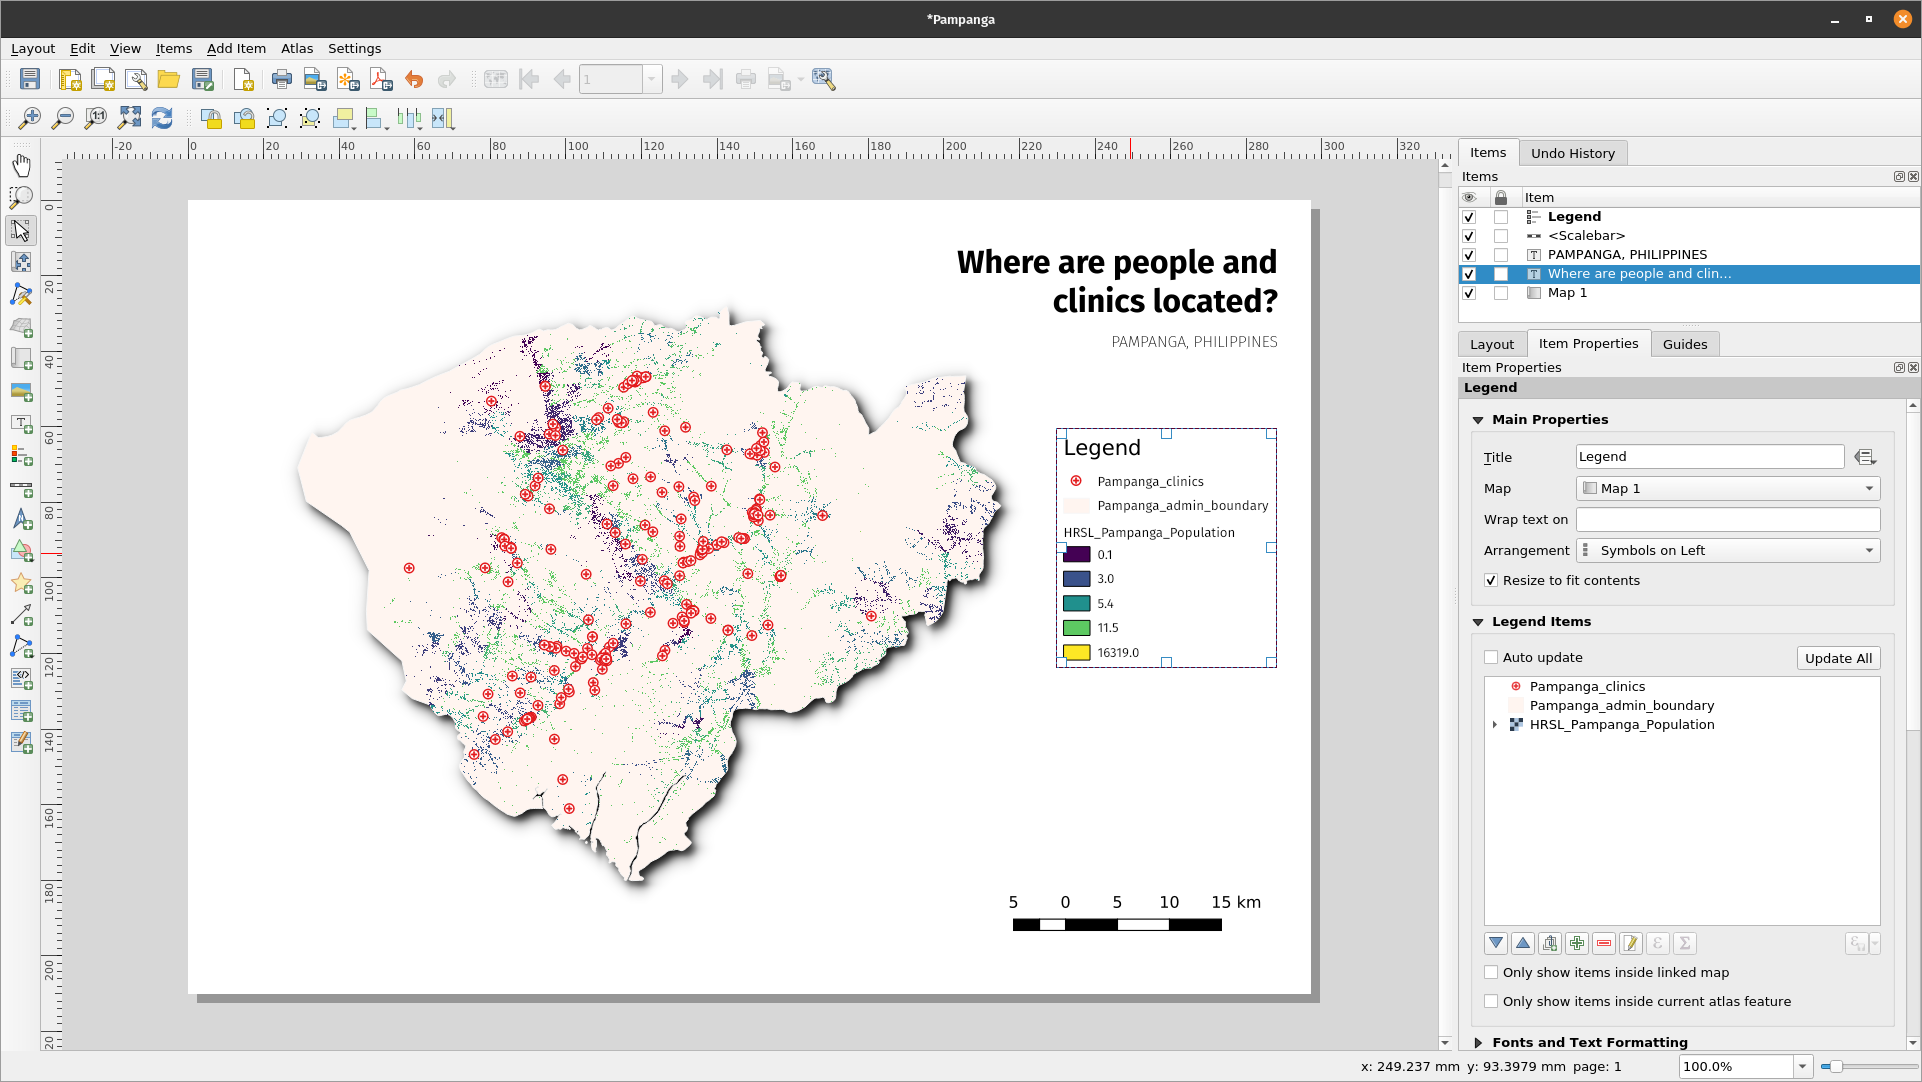 *Pampanga
Layout Edit View Items Add Item Atlas Settings
1
1:1
-20 0 20 40 60 80 100 120 140 160 180 200 220 240 260 280 300 320
0
20
40
60
80
100
120
140
160
180
200
20
Where are people and
clinics located?
PAMPANGA, PHILIPPINES
Legend
Pampanga_clinics
Pampanga_admin_boundary
HRSL_Pampanga_Population
0.1
3.0
5.4
11.5
16319.0
5 0 5 10 15 km
Items Undo History
Items
Item
Legend
<Scalebar>
PAMPANGA, PHILIPPINES
Where are people and clin...
Map 1
Layout Item Properties Guides
Item Properties
Legend
Main Properties
Title Legend
Map Map 1
Wrap text on
Arrangement Symbols on Left
Resize to fit contents
Legend Items
Auto update Update All
Pampanga_clinics
Pampanga_admin_boundary
HRSL_Pampanga_Population
ε Σ
Only show items inside linked map
Only show items inside current atlas feature
Fonts and Text Formatting
x: 249.237 mm y: 93.3979 mm page: 1 100.0%